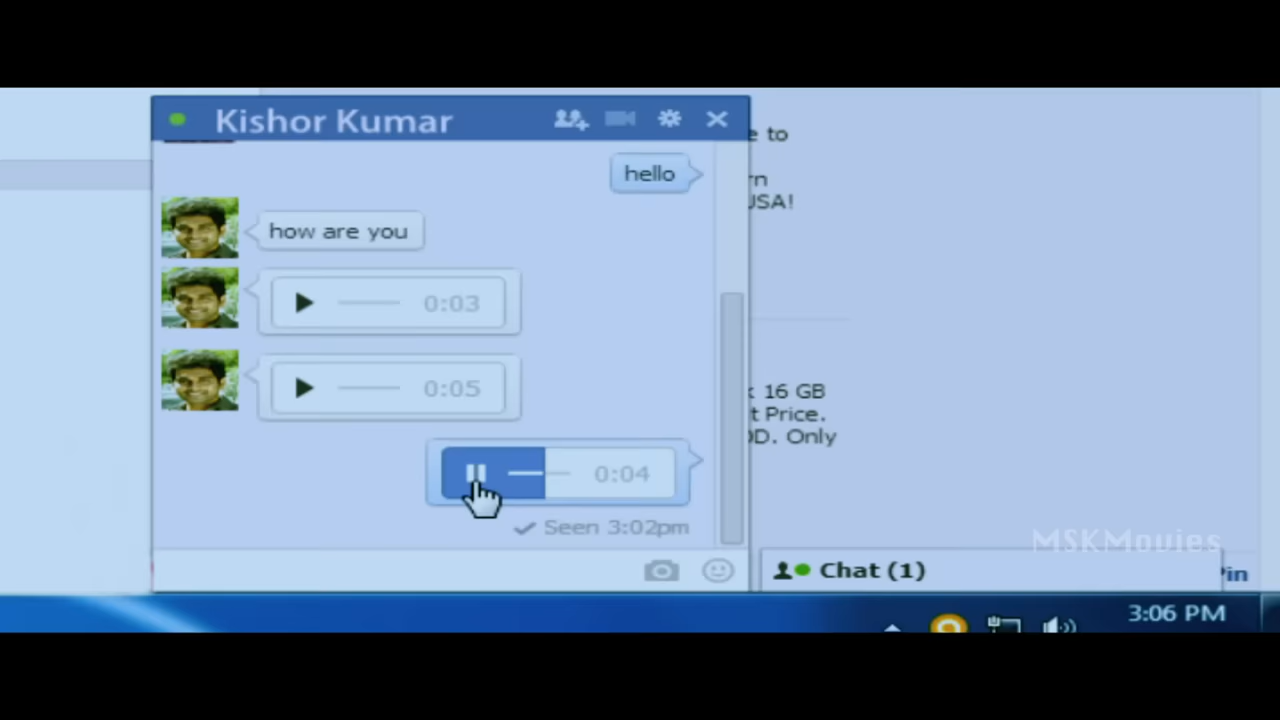 Kishor Kumar
e to
hello
rn
USA!
how are you
0:03
0:05
16 GB
t Price.
OD. Only
0:04
Seen 3:02pm
MSKMovies
Chat (1)
in
3:06 PM